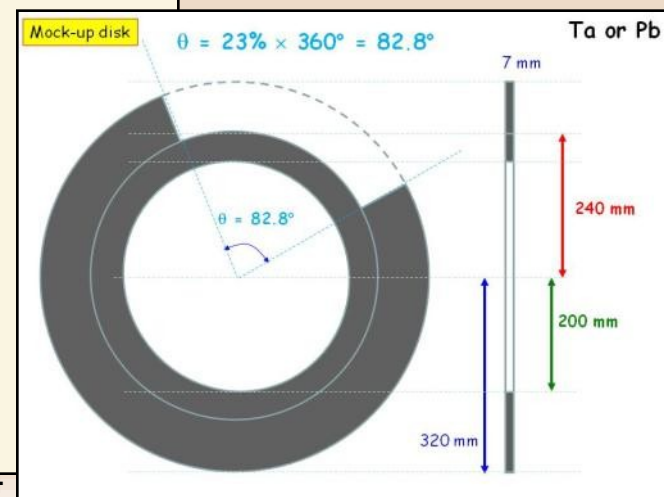 Mock-up disk
θ = 23% × 360° = 82.8°
Ta or Pb
7 mm
240 mm
θ = 82.8°
200 mm
320 mm